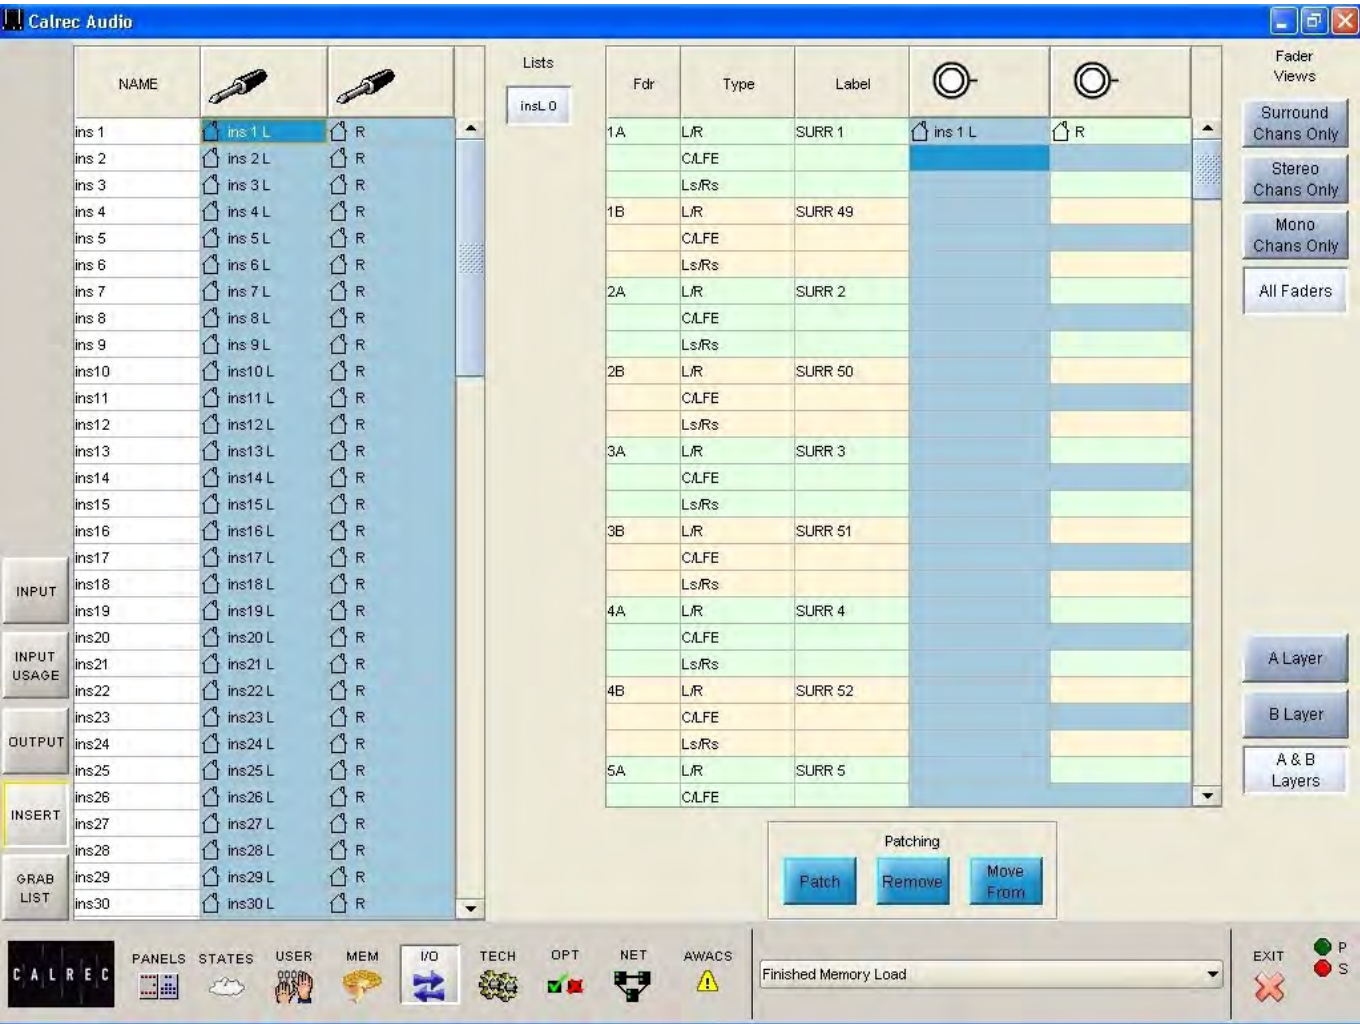 Calrec Audio
NAME
ins 1 ins 1 L R
ins 2 ins 2 L R
ins 3 ins 3 L R
ins 4 ins 4 L R
ins 5 ins 5 L R
ins 6 ins 6 L R
ins 7 ins 7 L R
ins 8 ins 8 L R
ins 9 ins 9 L R
ins10 ins10 L R
ins11 ins11 L R
ins12 ins12 L R
ins13 ins13 L R
ins14 ins14 L R
ins15 ins15 L R
ins16 ins16 L R
ins17 ins17 L R
ins18 ins18 L R
ins19 ins19 L R
ins20 ins20 L R
ins21 ins21 L R
ins22 ins22 L R
ins23 ins23 L R
ins24 ins24 L R
ins25 ins25 L R
ins26 ins26 L R
ins27 ins27 L R
ins28 ins28 L R
ins29 ins29 L R
ins30 ins30 L R
Lists
insL 0
Fdr Type Label
1A L/R SURR 1 ins 1 L R
C/LFE
Ls/Rs
1B L/R SURR 49
C/LFE
Ls/Rs
2A L/R SURR 2
C/LFE
Ls/Rs
2B L/R SURR 50
C/LFE
Ls/Rs
3A L/R SURR 3
C/LFE
Ls/Rs
3B L/R SURR 51
C/LFE
Ls/Rs
4A L/R SURR 4
C/LFE
Ls/Rs
4B L/R SURR 52
C/LFE
Ls/Rs
5A L/R SURR 5
C/LFE
Fader
Views
Surround
Chans Only
Stereo
Chans Only
Mono
Chans Only
All Faders
A Layer
B Layer
A & B
Layers
INPUT
INPUT
USAGE
OUTPUT
INSERT
GRAB
LIST
Patching
Patch
Remove
Move
From
CALREC
PANELS STATES USER MEM I/O TECH OPT NET AWACS
Finished Memory Load
EXIT
P
S